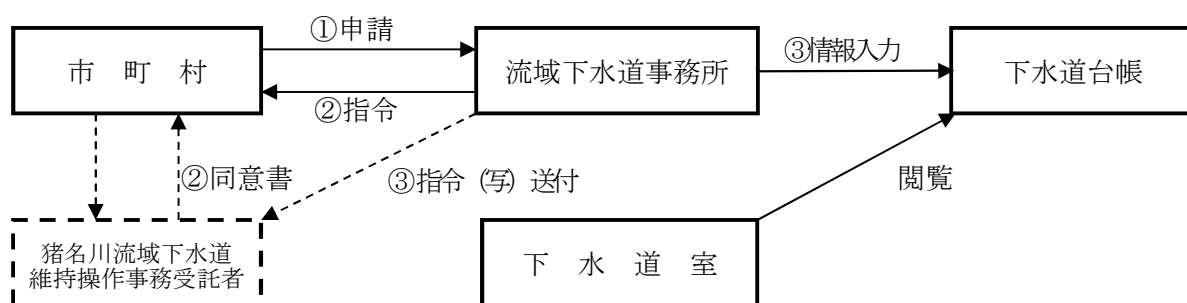 ①申請
市　町　村
流域下水道事務所
③情報入力
下水道台帳
②指令
②同意書
③指令（写）送付
閲覧
猪名川流域下水道
維持操作事務受託者
下　水　道　室